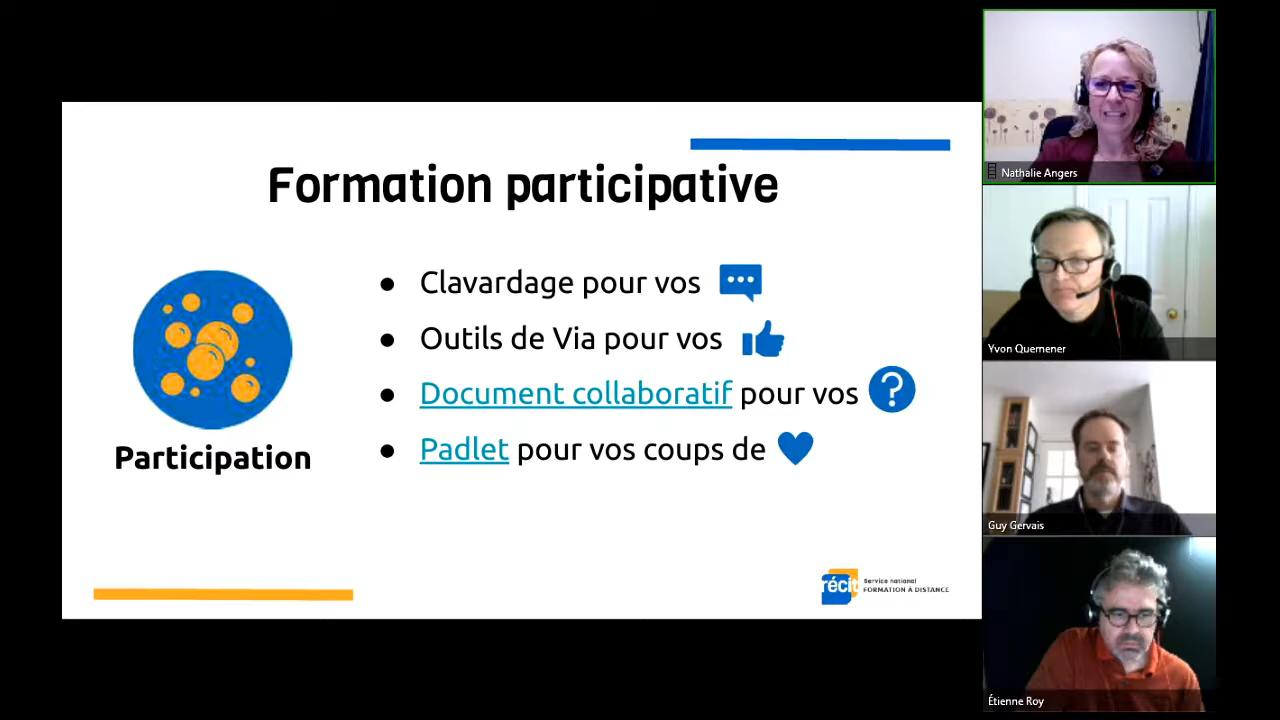 Formation participative
Participation
● Clavardage pour vos
● Outils de Via pour vos
● Document collaboratif pour vos ?
● Padlet pour vos coups de
récit
Service national
FORMATION À DISTANCE
Nathalie Angers
Yvon Quemener
Guy Gervais
Étienne Roy